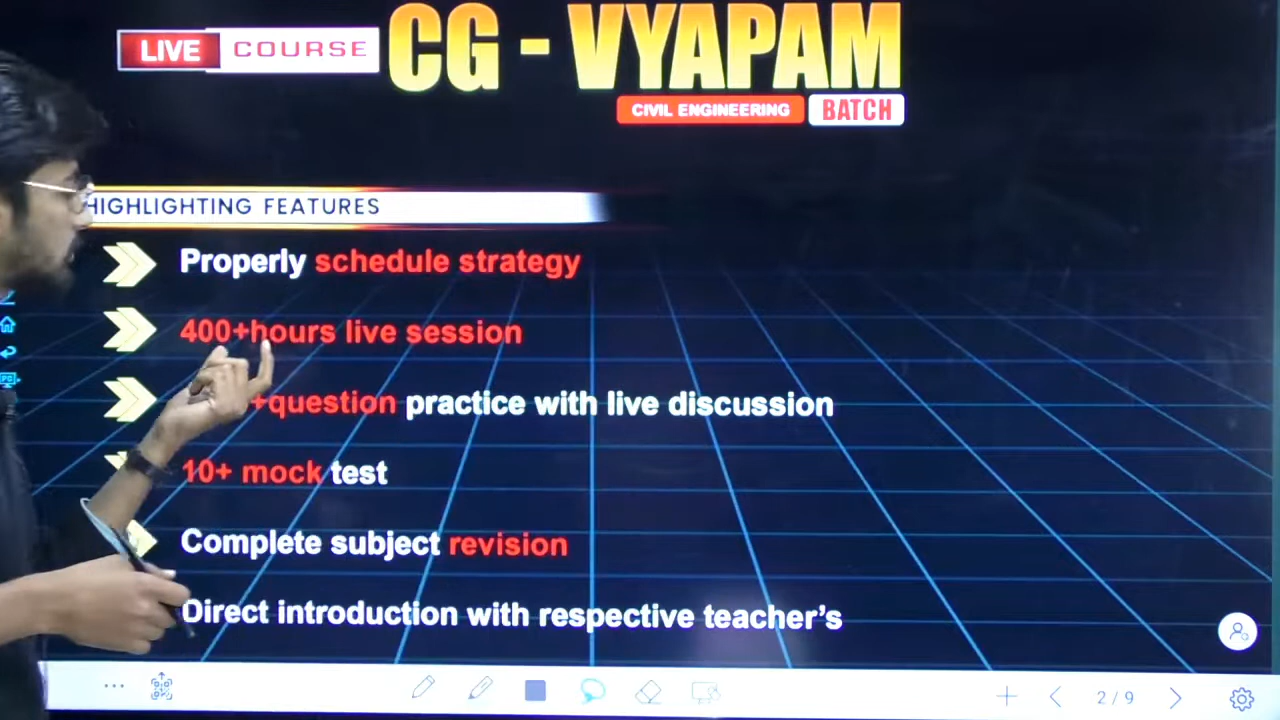 LIVE COURSE CG - VYAPAM
CIVIL ENGINEERING BATCH
HIGHLIGHTING FEATURES
Properly schedule strategy
400+hours live session
+question practice with live discussion
10+ mock test
Complete subject revision
Direct introduction with respective teacher's
2 / 9